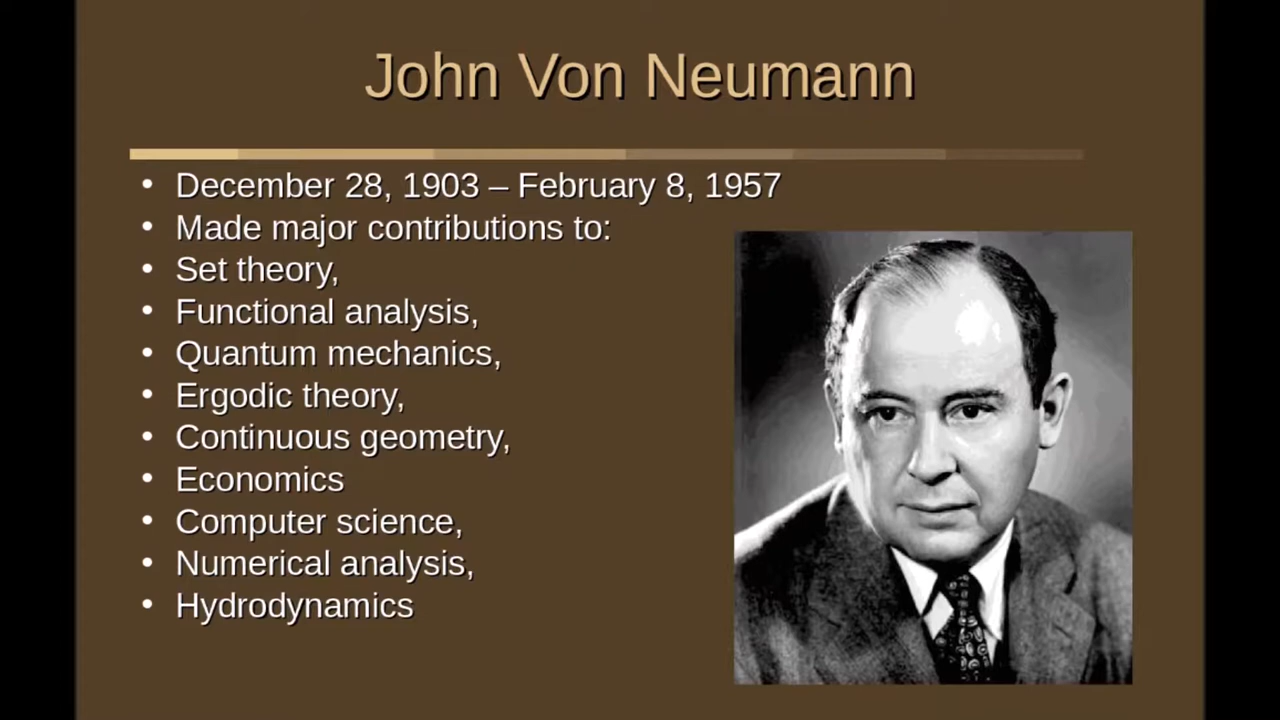 John Von Neumann
• December 28, 1903 – February 8, 1957
• Made major contributions to:
• Set theory,
• Functional analysis,
• Quantum mechanics,
• Ergodic theory,
• Continuous geometry,
• Economics
• Computer science,
• Numerical analysis,
• Hydrodynamics